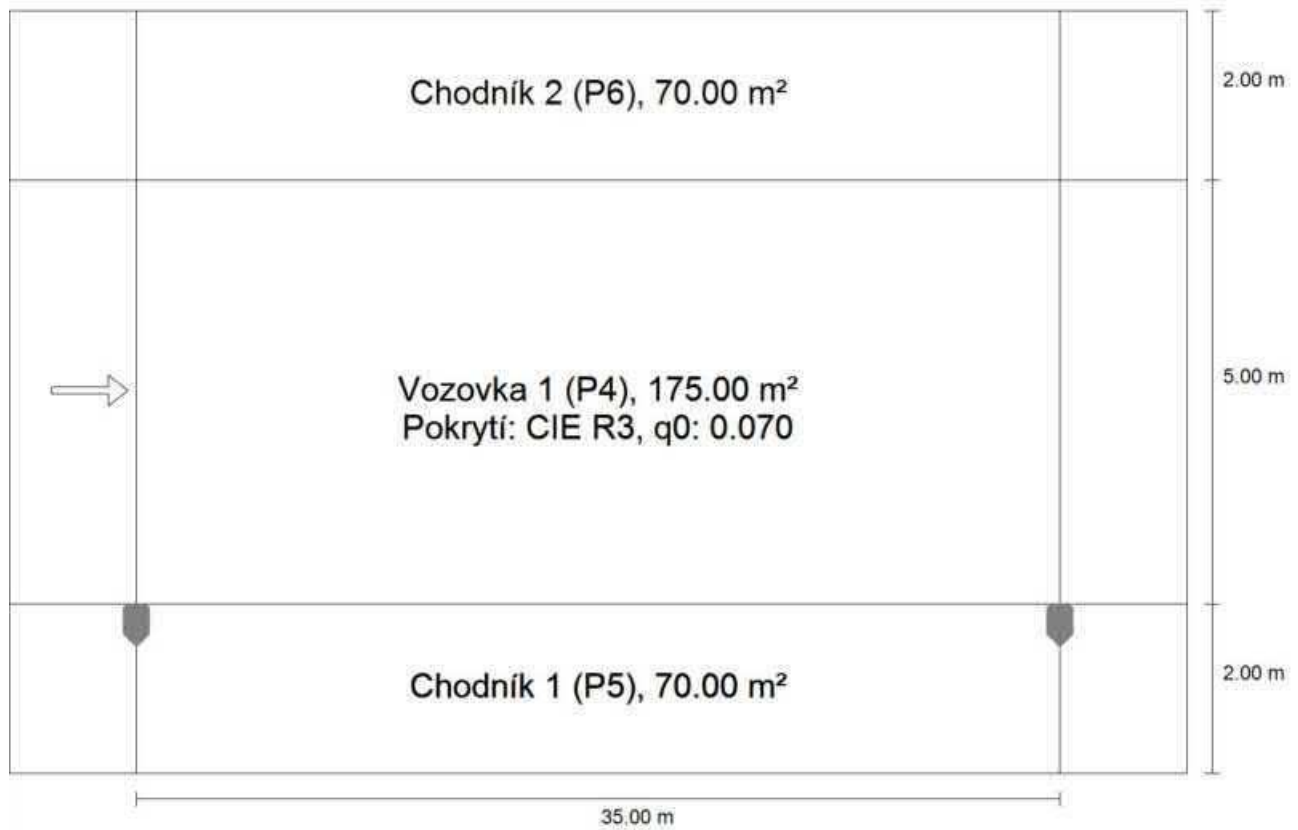 Chodník 2 (P6), 70.00 m²
2.00 m
Vozovka 1 (P4), 175.00 m²
Pokrytí: CIE R3, q0: 0.070
5.00 m
Chodník 1 (P5), 70.00 m²
2.00 m
35.00 m